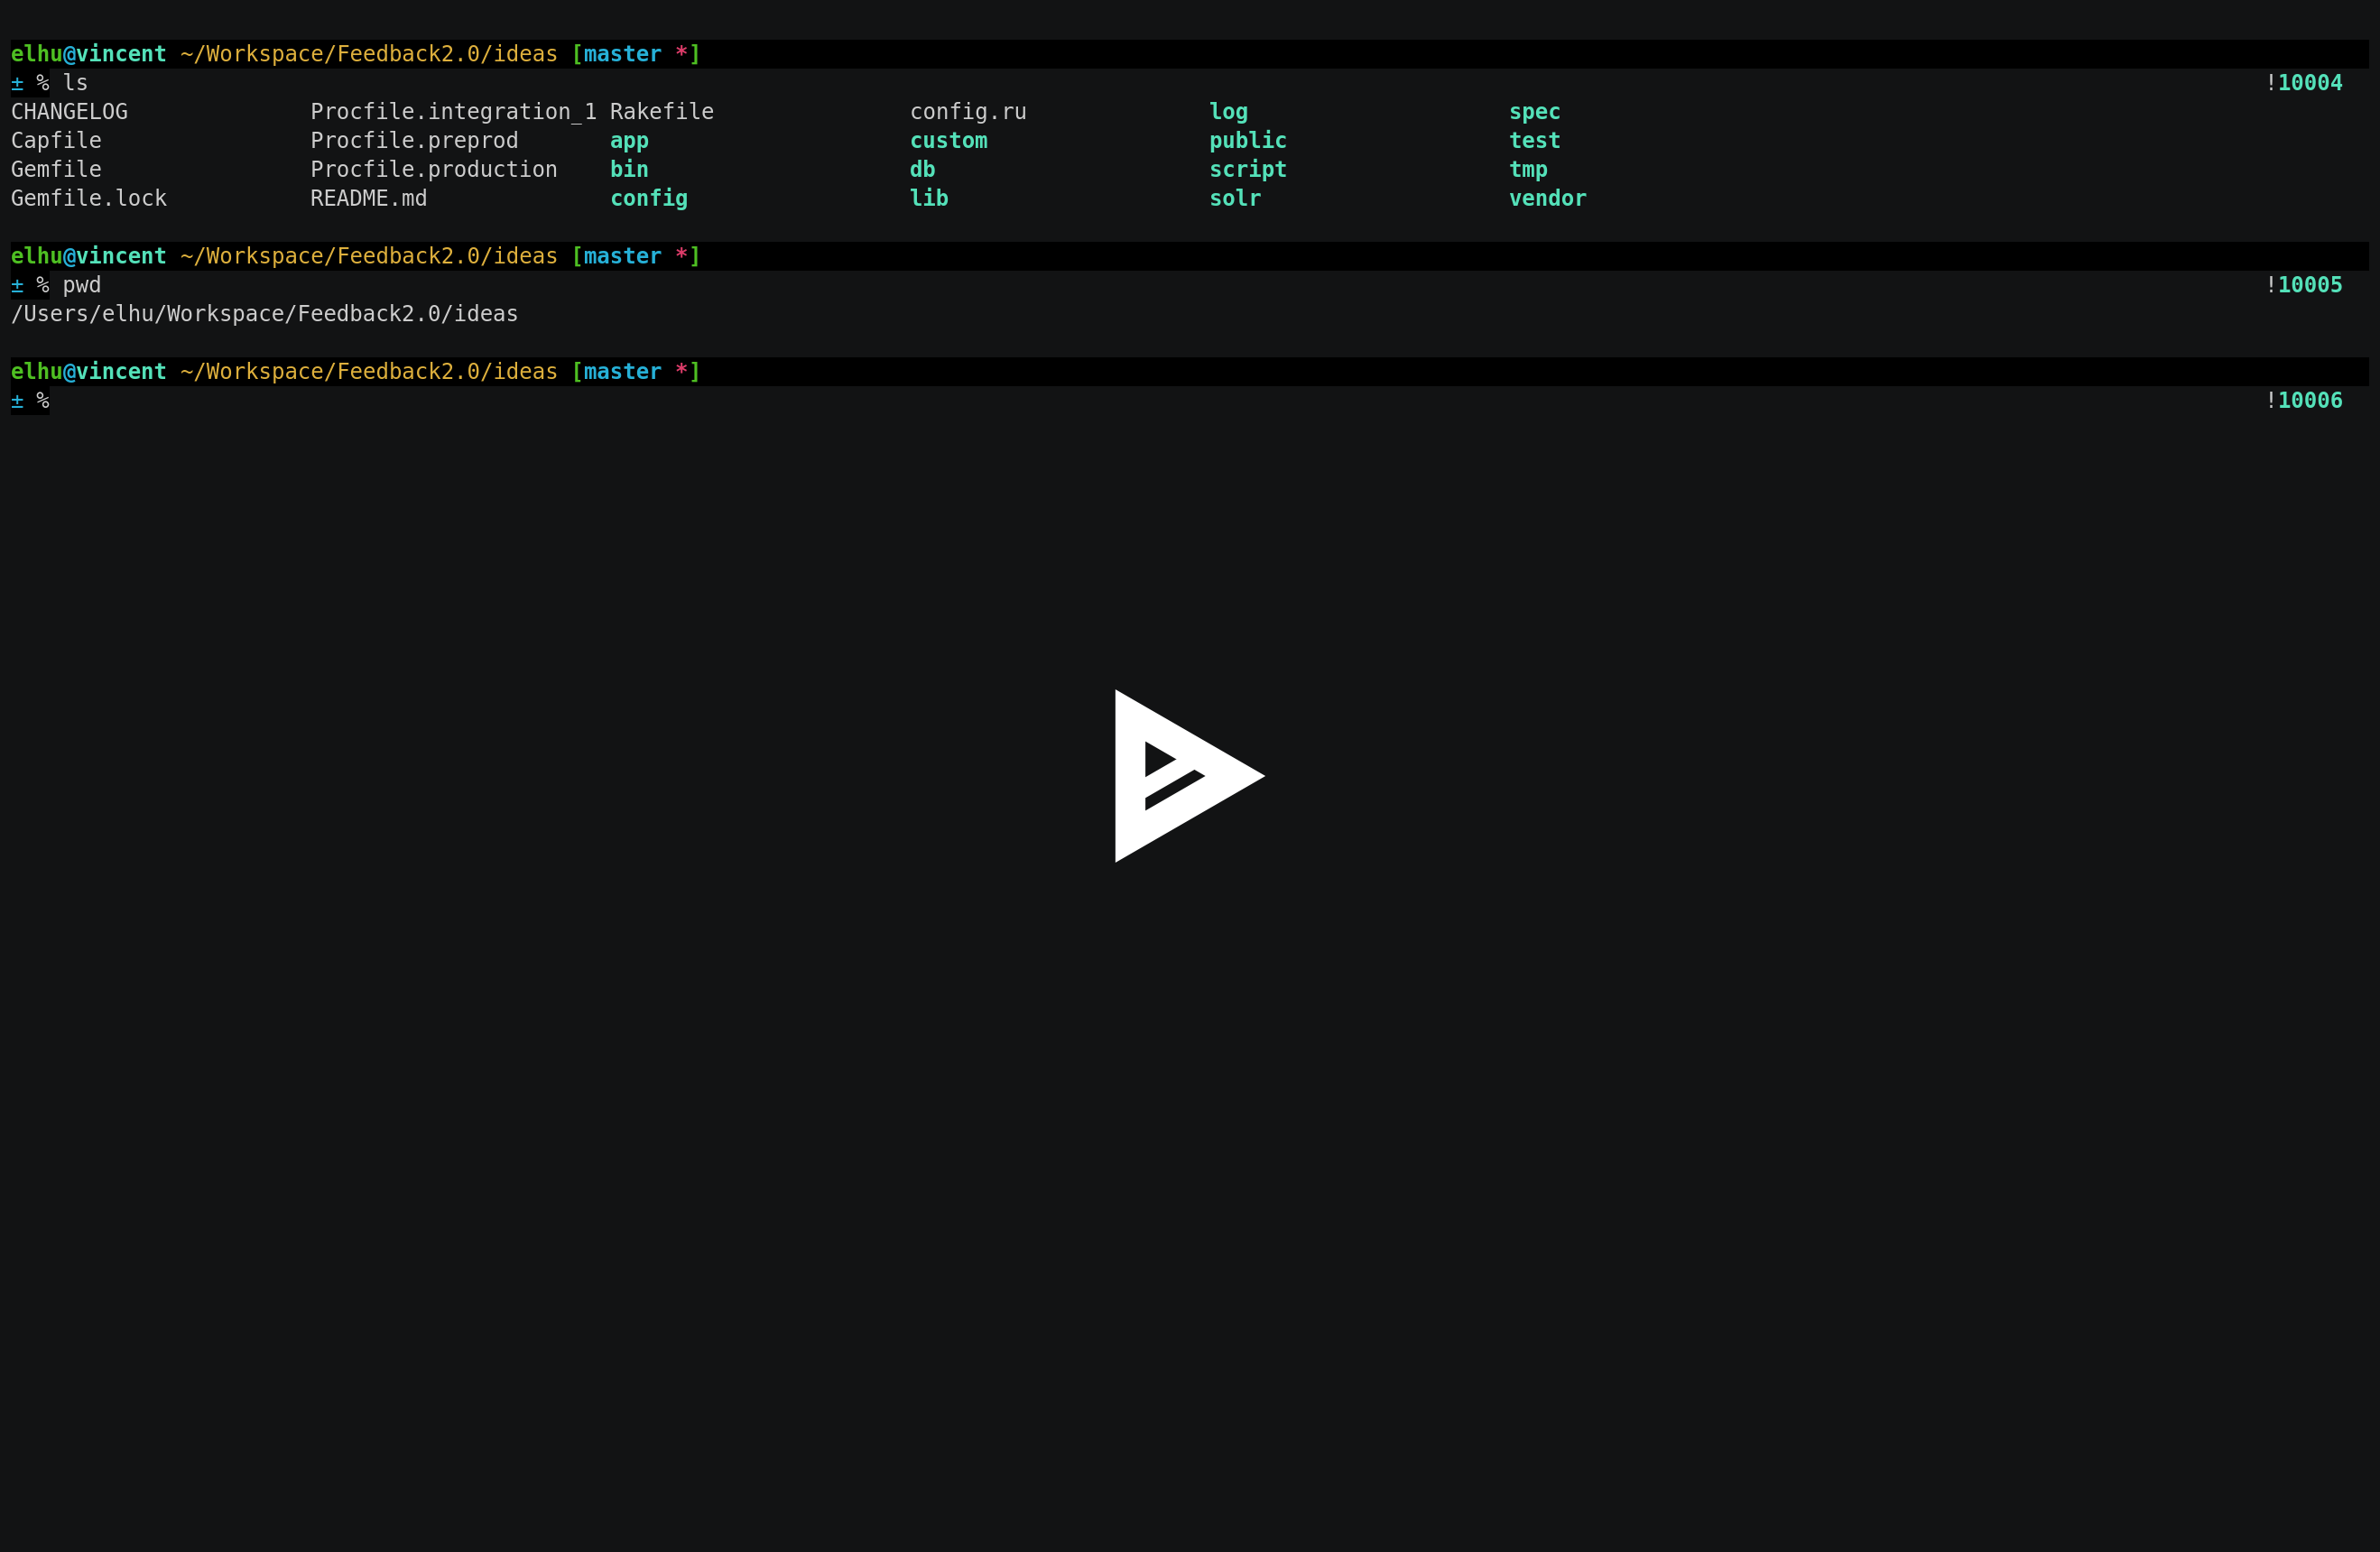 elhu@vincent ~/Workspace/Feedback2.0/ideas [master *]
± % ls !10004
CHANGELOG Procfile.integration_1 Rakefile config.ru log spec
Capfile Procfile.preprod app custom public test
Gemfile Procfile.production bin db script tmp
Gemfile.lock README.md config lib solr vendor
elhu@vincent ~/Workspace/Feedback2.0/ideas [master *]
± % pwd !10005
/Users/elhu/Workspace/Feedback2.0/ideas
elhu@vincent ~/Workspace/Feedback2.0/ideas [master *]
± % !10006